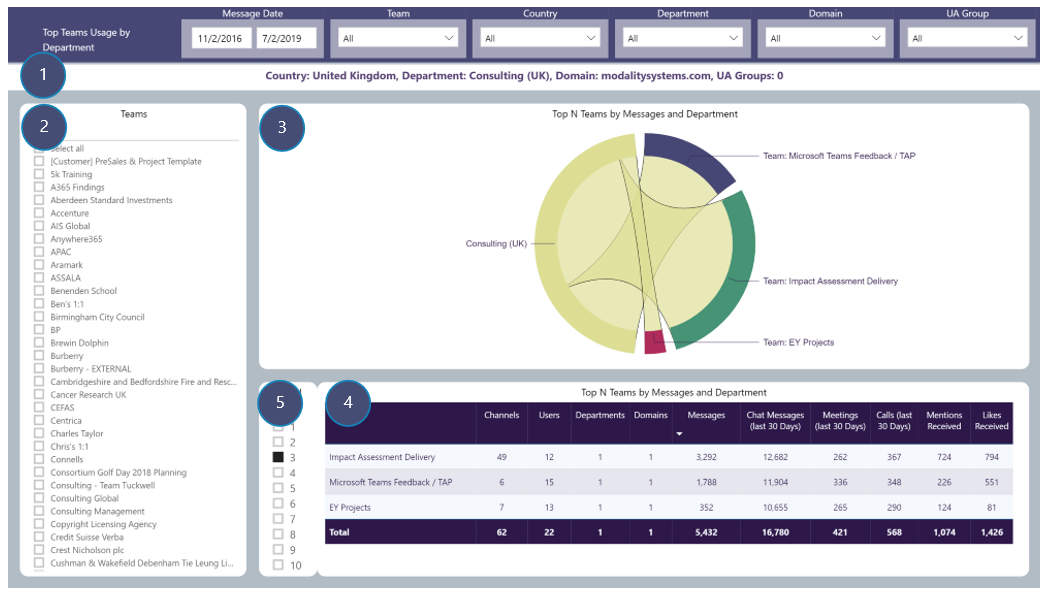 Top Teams Usage by
Department
Message Date
11/2/2016
7/2/2019
Team
All
Country
All
Department
All
Domain
All
UA Group
All
1
Country: United Kingdom, Department: Consulting (UK), Domain: modalitysystems.com, UA Groups: 0
2
Teams
Select all
[Customer] PreSales & Project Template
5k Training
A365 Findings
Aberdeen Standard Investments
Accenture
AIS Global
Anywhere365
APAC
Aramark
ASSALA
Benenden School
Ben's 1:1
Birmingham City Council
BP
Brewin Dolphin
Burberry
Burberry - EXTERNAL
Cambridgeshire and Bedfordshire Fire and Resc...
Cancer Research UK
CEFAS
Centrica
Charles Taylor
Chris's 1:1
Connells
Consortium Golf Day 2018 Planning
Consulting - Team Tuckwell
Consulting Global
Consulting Management
Copyright Licensing Agency
Credit Suisse Verba
Crest Nicholson plc
Cushman & Wakefield Debenham Tie Leung Li...
3
Top N Teams by Messages and Department
Team: Microsoft Teams Feedback / TAP
Consulting (UK)
Team: Impact Assessment Delivery
Team: EY Projects
5
1
2
3
4
5
6
7
8
9
10
4
Top N Teams by Messages and Department
Channels Users Departments Domains Messages Chat Messages (last 30 Days) Meetings (last 30 Days) Calls (last 30 Days) Mentions Received Likes Received
Impact Assessment Delivery 49 12 1 1 3,292 12,682 262 367 724 794
Microsoft Teams Feedback / TAP 6 15 1 1 1,788 11,904 336 348 226 551
EY Projects 7 13 1 1 352 10,655 265 290 124 81
Total 62 22 1 1 5,432 16,780 421 568 1,074 1,426